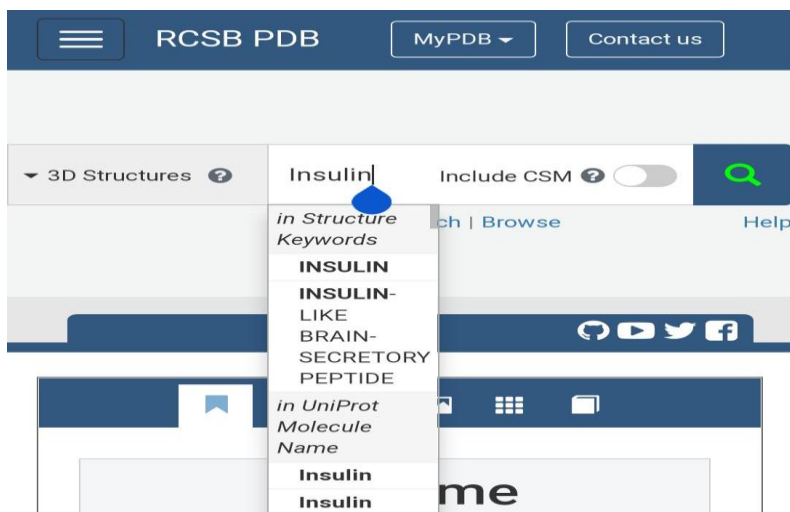 RCSB PDB MyPDB Contact us
3D Structures ? Insulin Include CSM ?
in Structure
Keywords
ch | Browse Help
INSULIN
INSULIN-
LIKE
BRAIN-
SECRETORY
PEPTIDE
in UniProt
Molecule
Name
Insulin
Insulin
me